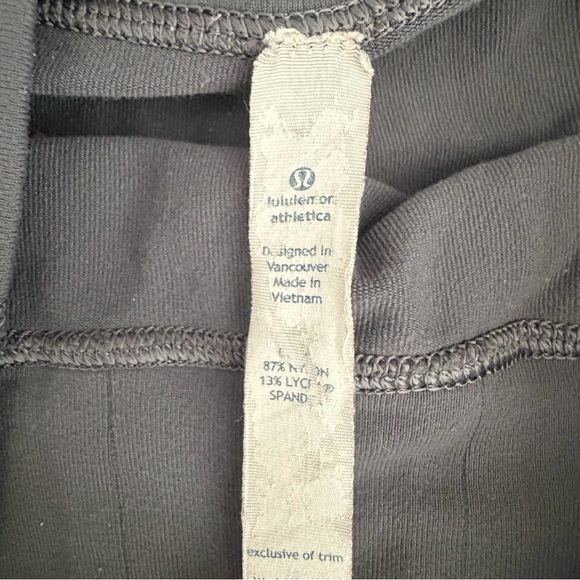 lululemon
athletica
Designed in
Vancouver
Made in
Vietnam
87% NYLON
13% LYCRA®
SPANDEX
exclusive of trim